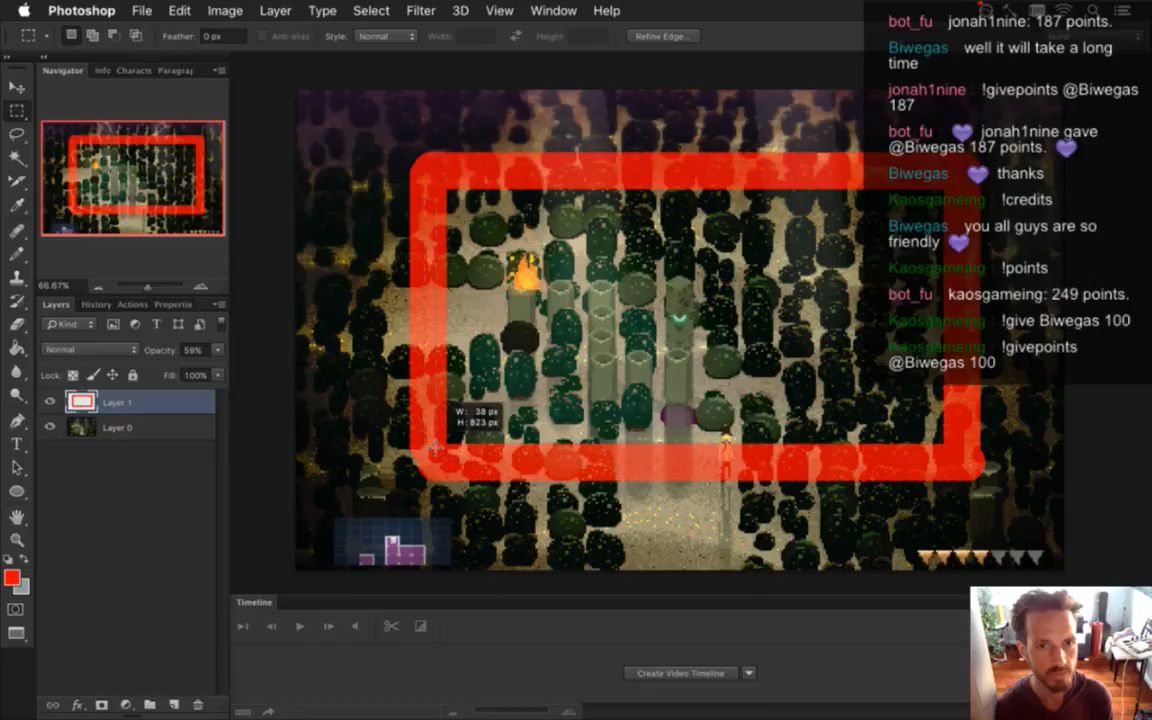 Photoshop File Edit Image Layer Type Select Filter 3D View Window Help
Feather: 0 px Anti-alias Style: Normal Width: Height: Refine Edge...
Navigator Info Characte Paragrap
66.67%
Layers History Actions Propertie
Kind
Normal Opacity: 59%
Lock: Fill: 100%
Layer 1
Layer 0
W: 38 px
H: 823 px
Timeline
Create Video Timeline
bot_fu jonah1nine: 187 points.
Biwegas well it will take a long
time
jonah1nine !givepoints @Biwegas
187
bot_fu 💜 jonah1nine gave
@Biwegas 187 points. 💜
Biwegas 💜 thanks
Kaosgameing !credits
Biwegas you all guys are so
friendly 💜
Kaosgameing !points
bot_fu kaosgameing: 249 points.
Kaosgameing !give Biwegas 100
Kaosgameing !givepoints
@Biwegas 100